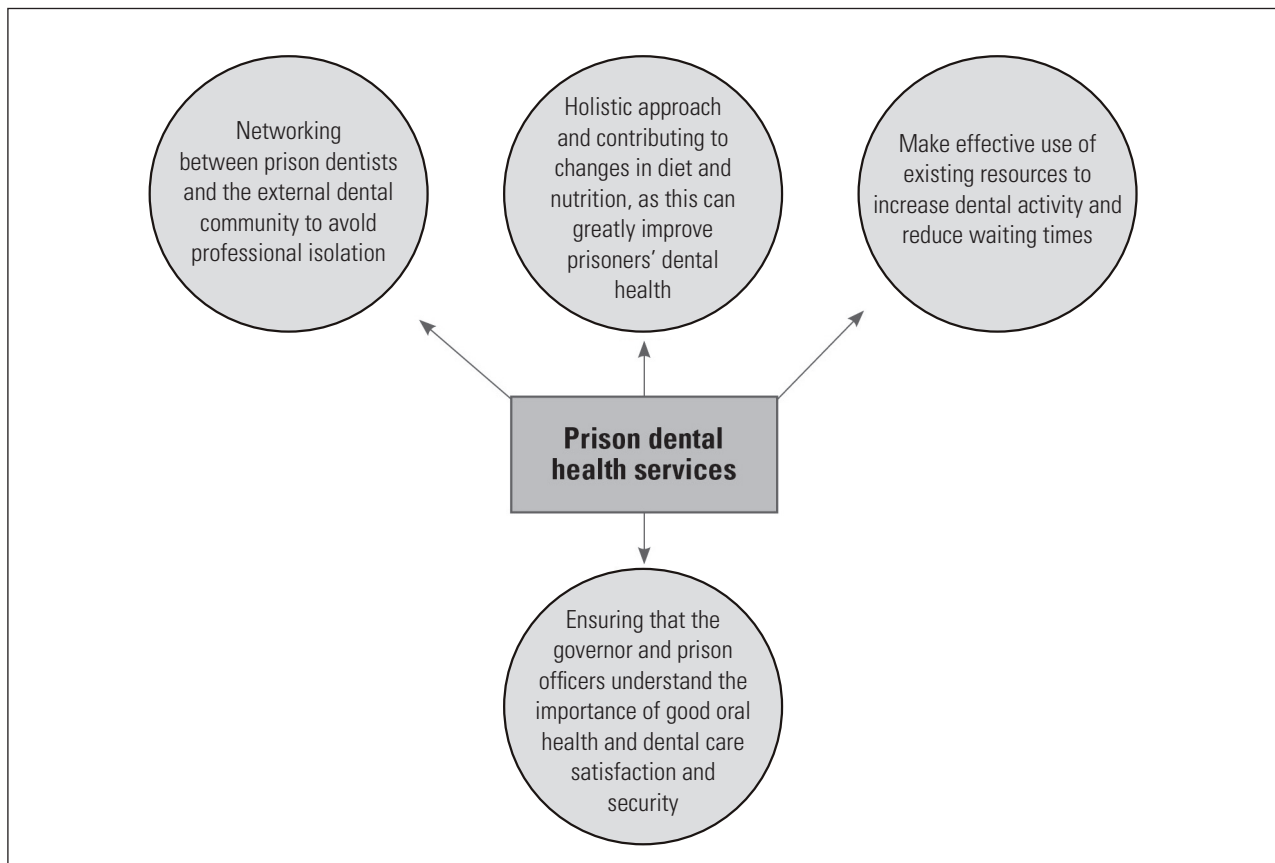 Networking
between prison dentists
and the external dental
community to avold
professional isolation
Holistic approach
and contributing to
changes in diet and
nutrition, as this can
greatly improve
prisoners’ dental
health
Make effective use of
existing resources to
increase dental activity and
reduce waiting times
Prison dental
health services
Ensuring that the
governor and prison
officers understand the
importance of good oral
health and dental care
satisfaction and
security